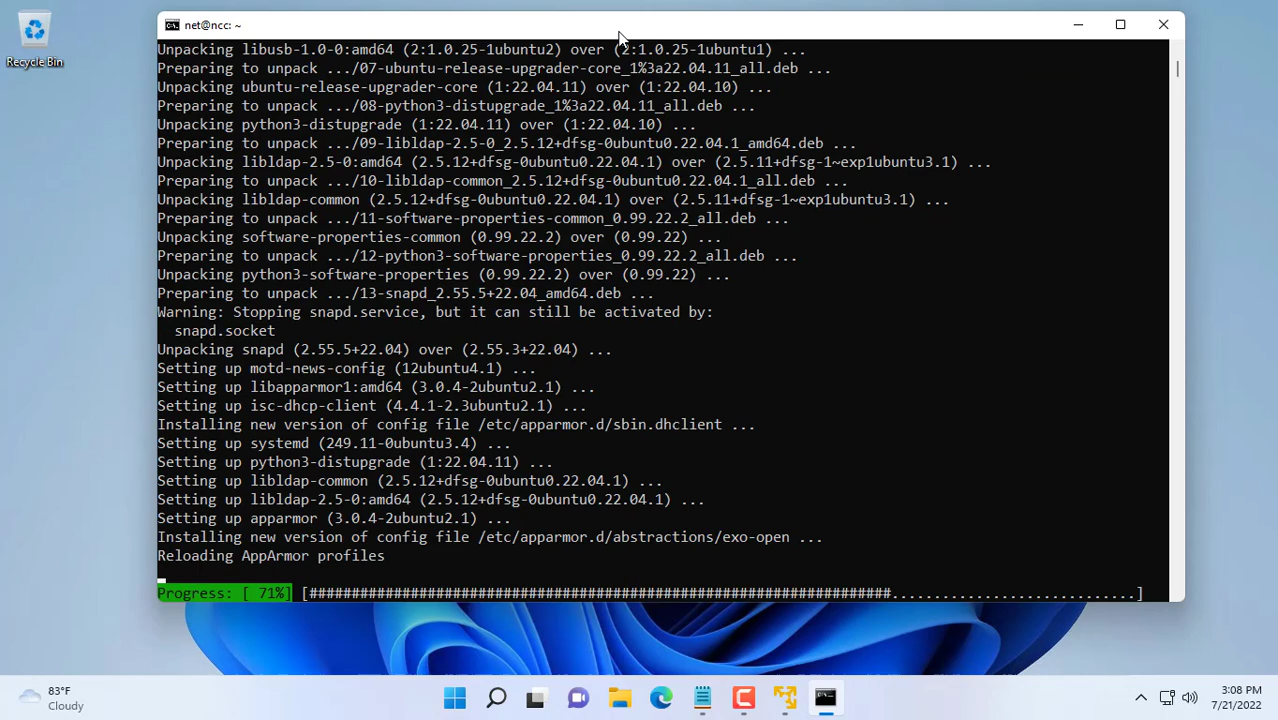 net@ncc: ~
Recycle Bin
Unpacking libusb-1.0-0:amd64 (2:1.0.25-1ubuntu2) over (2:1.0.25-1ubuntu1) ...
Preparing to unpack .../07-ubuntu-release-upgrader-core_1%3a22.04.11_all.deb ...
Unpacking ubuntu-release-upgrader-core (1:22.04.11) over (1:22.04.10) ...
Preparing to unpack .../08-python3-distupgrade_1%3a22.04.11_all.deb ...
Unpacking python3-distupgrade (1:22.04.11) over (1:22.04.10) ...
Preparing to unpack .../09-libldap-2.5-0_2.5.12+dfsg-0ubuntu0.22.04.1_amd64.deb ...
Unpacking libldap-2.5-0:amd64 (2.5.12+dfsg-0ubuntu0.22.04.1) over (2.5.11+dfsg-1~exp1ubuntu3.1) ...
Preparing to unpack .../10-libldap-common_2.5.12+dfsg-0ubuntu0.22.04.1_all.deb ...
Unpacking libldap-common (2.5.12+dfsg-0ubuntu0.22.04.1) over (2.5.11+dfsg-1~exp1ubuntu3.1) ...
Preparing to unpack .../11-software-properties-common_0.99.22.2_all.deb ...
Unpacking software-properties-common (0.99.22.2) over (0.99.22) ...
Preparing to unpack .../12-python3-software-properties_0.99.22.2_all.deb ...
Unpacking python3-software-properties (0.99.22.2) over (0.99.22) ...
Preparing to unpack .../13-snapd_2.55.5+22.04_amd64.deb ...
Warning: Stopping snapd.service, but it can still be activated by:
  snapd.socket
Unpacking snapd (2.55.5+22.04) over (2.55.3+22.04) ...
Setting up motd-news-config (12ubuntu4.1) ...
Setting up libapparmor1:amd64 (3.0.4-2ubuntu2.1) ...
Setting up isc-dhcp-client (4.4.1-2.3ubuntu2.1) ...
Installing new version of config file /etc/apparmor.d/sbin.dhclient ...
Setting up systemd (249.11-0ubuntu3.4) ...
Setting up python3-distupgrade (1:22.04.11) ...
Setting up libldap-common (2.5.12+dfsg-0ubuntu0.22.04.1) ...
Setting up libldap-2.5-0:amd64 (2.5.12+dfsg-0ubuntu0.22.04.1) ...
Setting up apparmor (3.0.4-2ubuntu2.1) ...
Installing new version of config file /etc/apparmor.d/abstractions/exo-open ...
Reloading AppArmor profiles
Progress: [ 71%] [#####################################################################.............................]
83°F
Cloudy
3:08 PM
7/21/2022